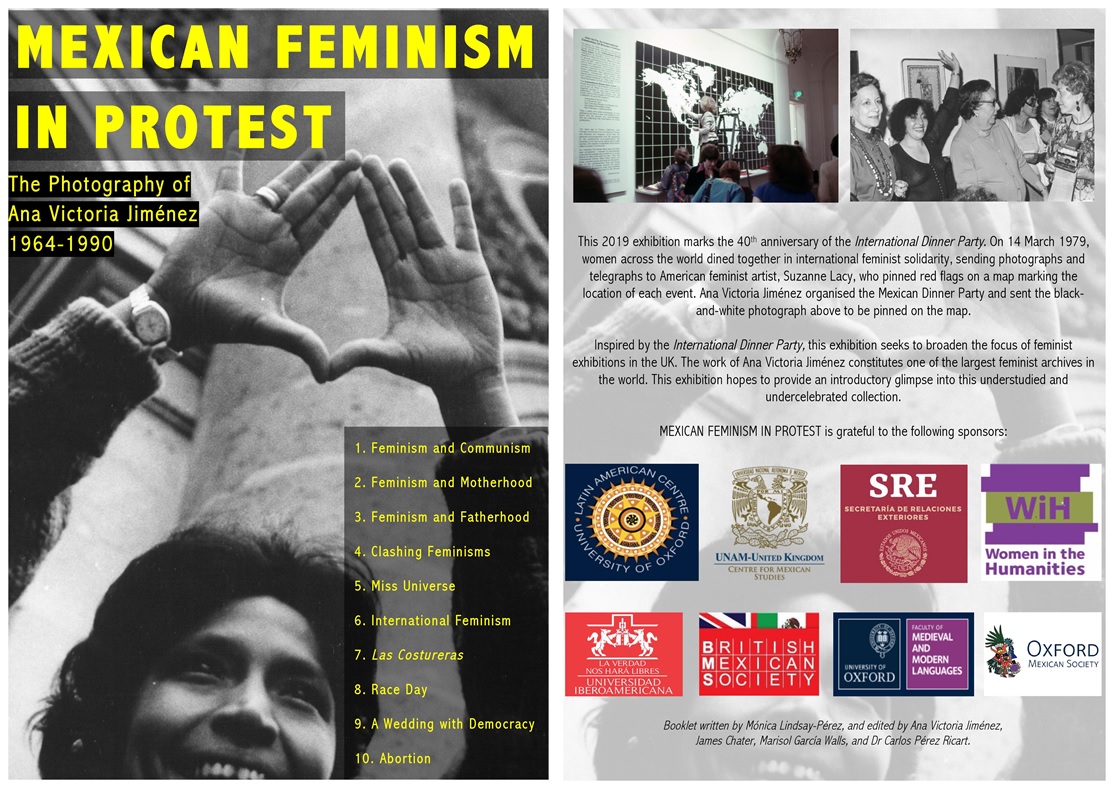 MEXICAN FEMINISM
IN PROTEST
The Photography of
Ana Victoria Jiménez
1964-1990
1. Feminism and Communism
2. Feminism and Motherhood
3. Feminism and Fatherhood
4. Clashing Feminisms
5. Miss Universe
6. International Feminism
7. Las Costureras
8. Race Day
9. A Wedding with Democracy
10. Abortion
This 2019 exhibition marks the 40th anniversary of the International Dinner Party. On 14 March 1979,
women across the world dined together in international feminist solidarity, sending photographs and
telegraphs to American feminist artist, Suzanne Lacy, who pinned red flags on a map marking the
location of each event. Ana Victoria Jiménez organised the Mexican Dinner Party and sent the black-
and-white photograph above to be pinned on the map.
Inspired by the International Dinner Party, this exhibition seeks to broaden the focus of feminist
exhibitions in the UK. The work of Ana Victoria Jiménez constitutes one of the largest feminist archives in
the world. This exhibition hopes to provide an introductory glimpse into this understudied and
undercelebrated collection.
MEXICAN FEMINISM IN PROTEST is grateful to the following sponsors:
LATIN AMERICAN CENTRE
UNIVERSITY OF OXFORD
UNAM-UNITED KINGDOM
CENTRE FOR MEXICAN
STUDIES
SRE
SECRETARÍA DE RELACIONES
EXTERIORES
WiH
Women in the
Humanities
LA VERDAD
NOS HARÁ LIBRES
UNIVERSIDAD
IBEROAMERICANA
BRITISH
MEXICAN
SOCIETY
UNIVERSITY OF
OXFORD
FACULTY OF
MEDIEVAL
AND
MODERN
LANGUAGES
OXFORD
MEXICAN SOCIETY
Booklet written by Mónica Lindsay-Pérez, and edited by Ana Victoria Jiménez,
James Chater, Marisol García Walls, and Dr Carlos Pérez Ricart.